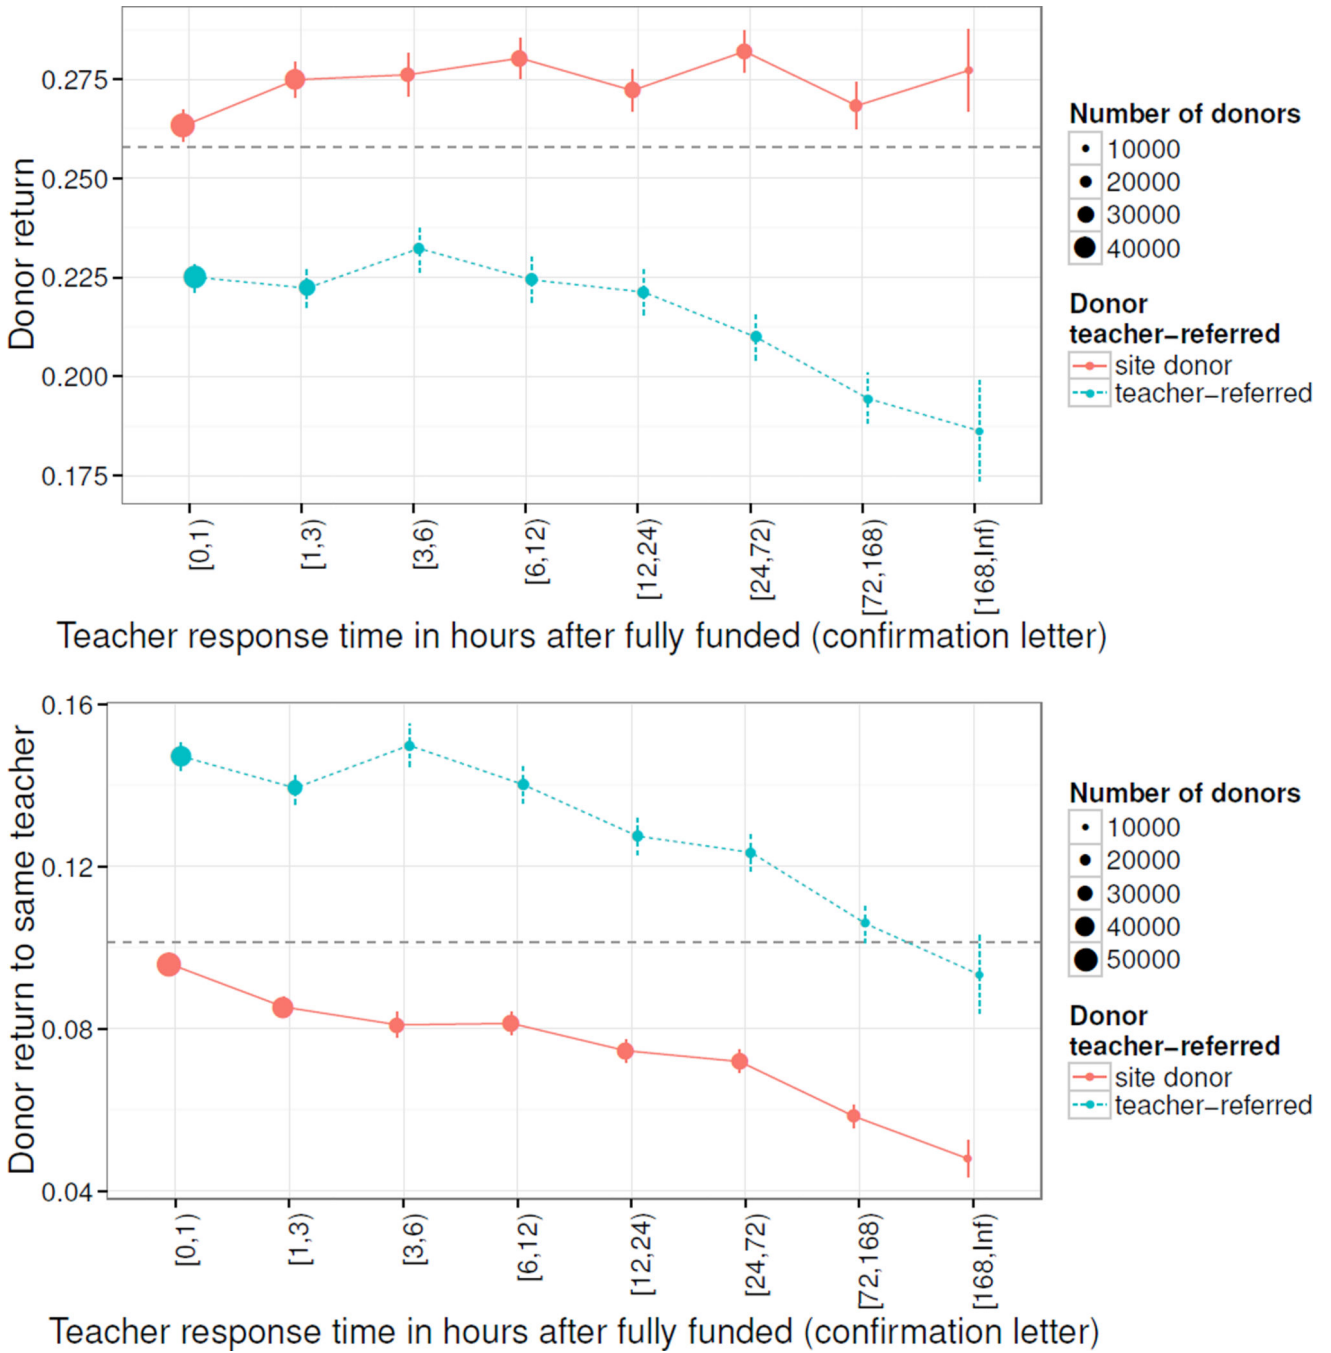 Donor return
0.275
0.250
0.225
0.200
0.175
[0,1)
[1,3)
[3,6)
[6,12)
[12,24)
[24,72)
[72,168)
[168,Inf)
Teacher response time in hours after fully funded (confirmation letter)
Number of donors
10000
20000
30000
40000
Donor
teacher−referred
site donor
teacher−referred
Donor return to same teacher
0.16
0.12
0.08
0.04
[0,1)
[1,3)
[3,6)
[6,12)
[12,24)
[24,72)
[72,168)
[168,Inf)
Teacher response time in hours after fully funded (confirmation letter)
Number of donors
10000
20000
30000
40000
50000
Donor
teacher−referred
site donor
teacher−referred